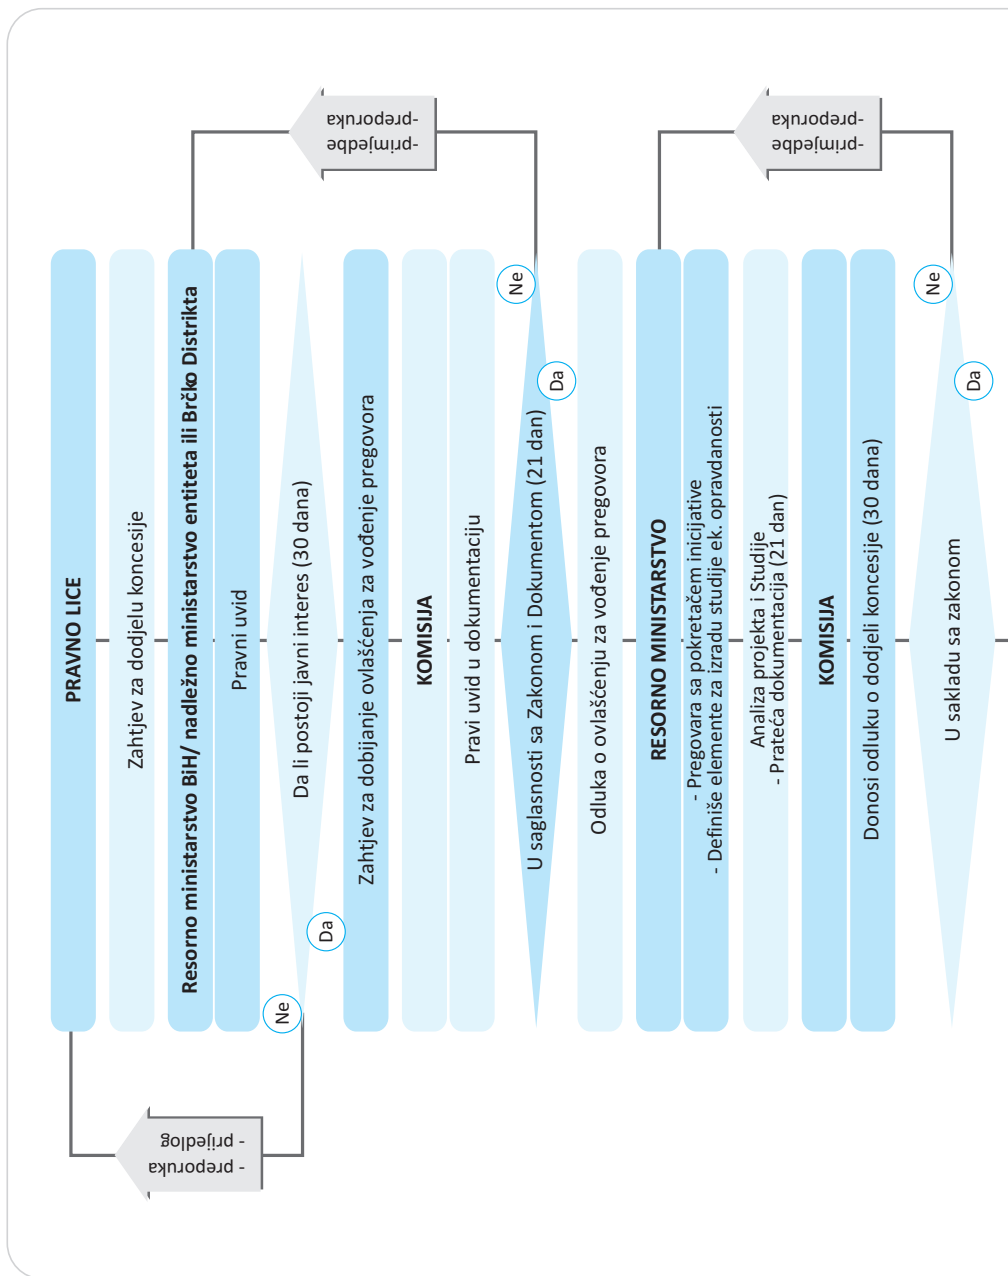 PRAVNO LICE
Zahtjev za dodjelu koncesije
Resorno ministarstvo BiH/ nadležno ministarstvo entiteta ili Brčko Distrikta
Pravni uvid
Da li postoji javni interes (30 dana)
Ne
Da
- preporuka
- prijedlog
Zahtjev za dobijanje ovlašćenja za vođenje pregovora
KOMISIJA
Pravi uvid u dokumentaciju
U saglasnosti sa Zakonom i Dokumentom (21 dan)
Ne
Da
-primjedbe
-preporuka
Odluka o ovlašćenju za vođenje pregovora
RESORNO MINISTARSTVO
- Pregovara sa pokretačem inicijative
- Definiše elemente za izradu studije ek. opravdanosti
Analiza projekta i Studije
- Prateća dokumentacija (21 dan)
KOMISIJA
Donosi odluku o dodjeli koncesije (30 dana)
U sakladu sa zakonom
Ne
Da
-primjedbe
-preporuka